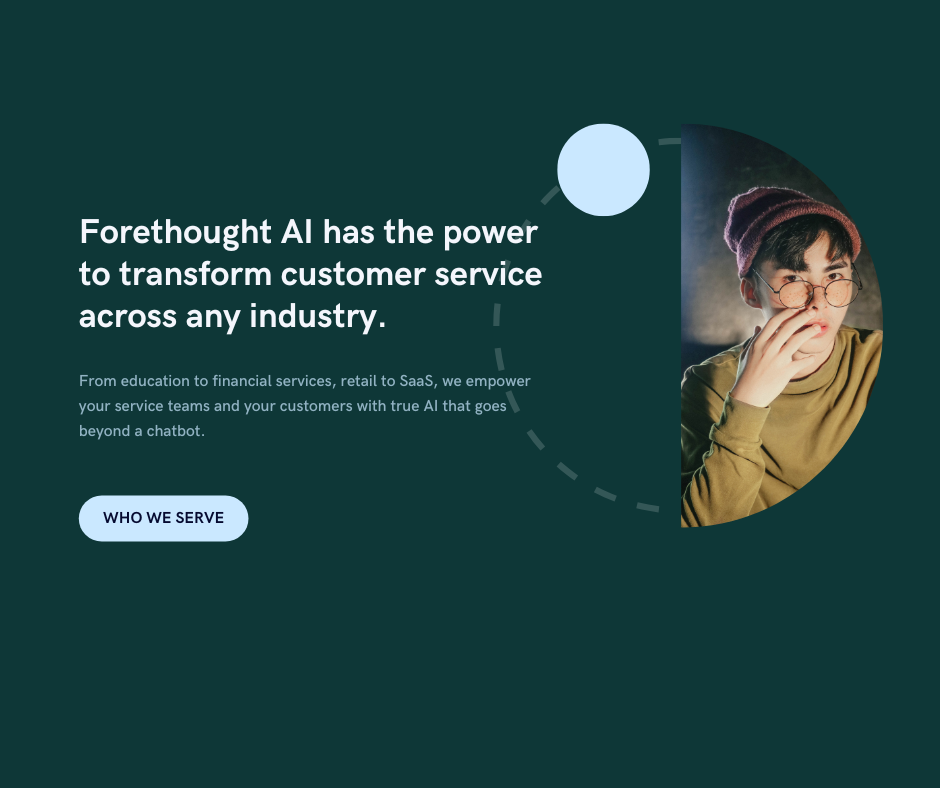 Forethought AI has the power
to transform customer service
across any industry.
From education to financial services, retail to SaaS, we empower
your service teams and your customers with true AI that goes
beyond a chatbot.
WHO WE SERVE